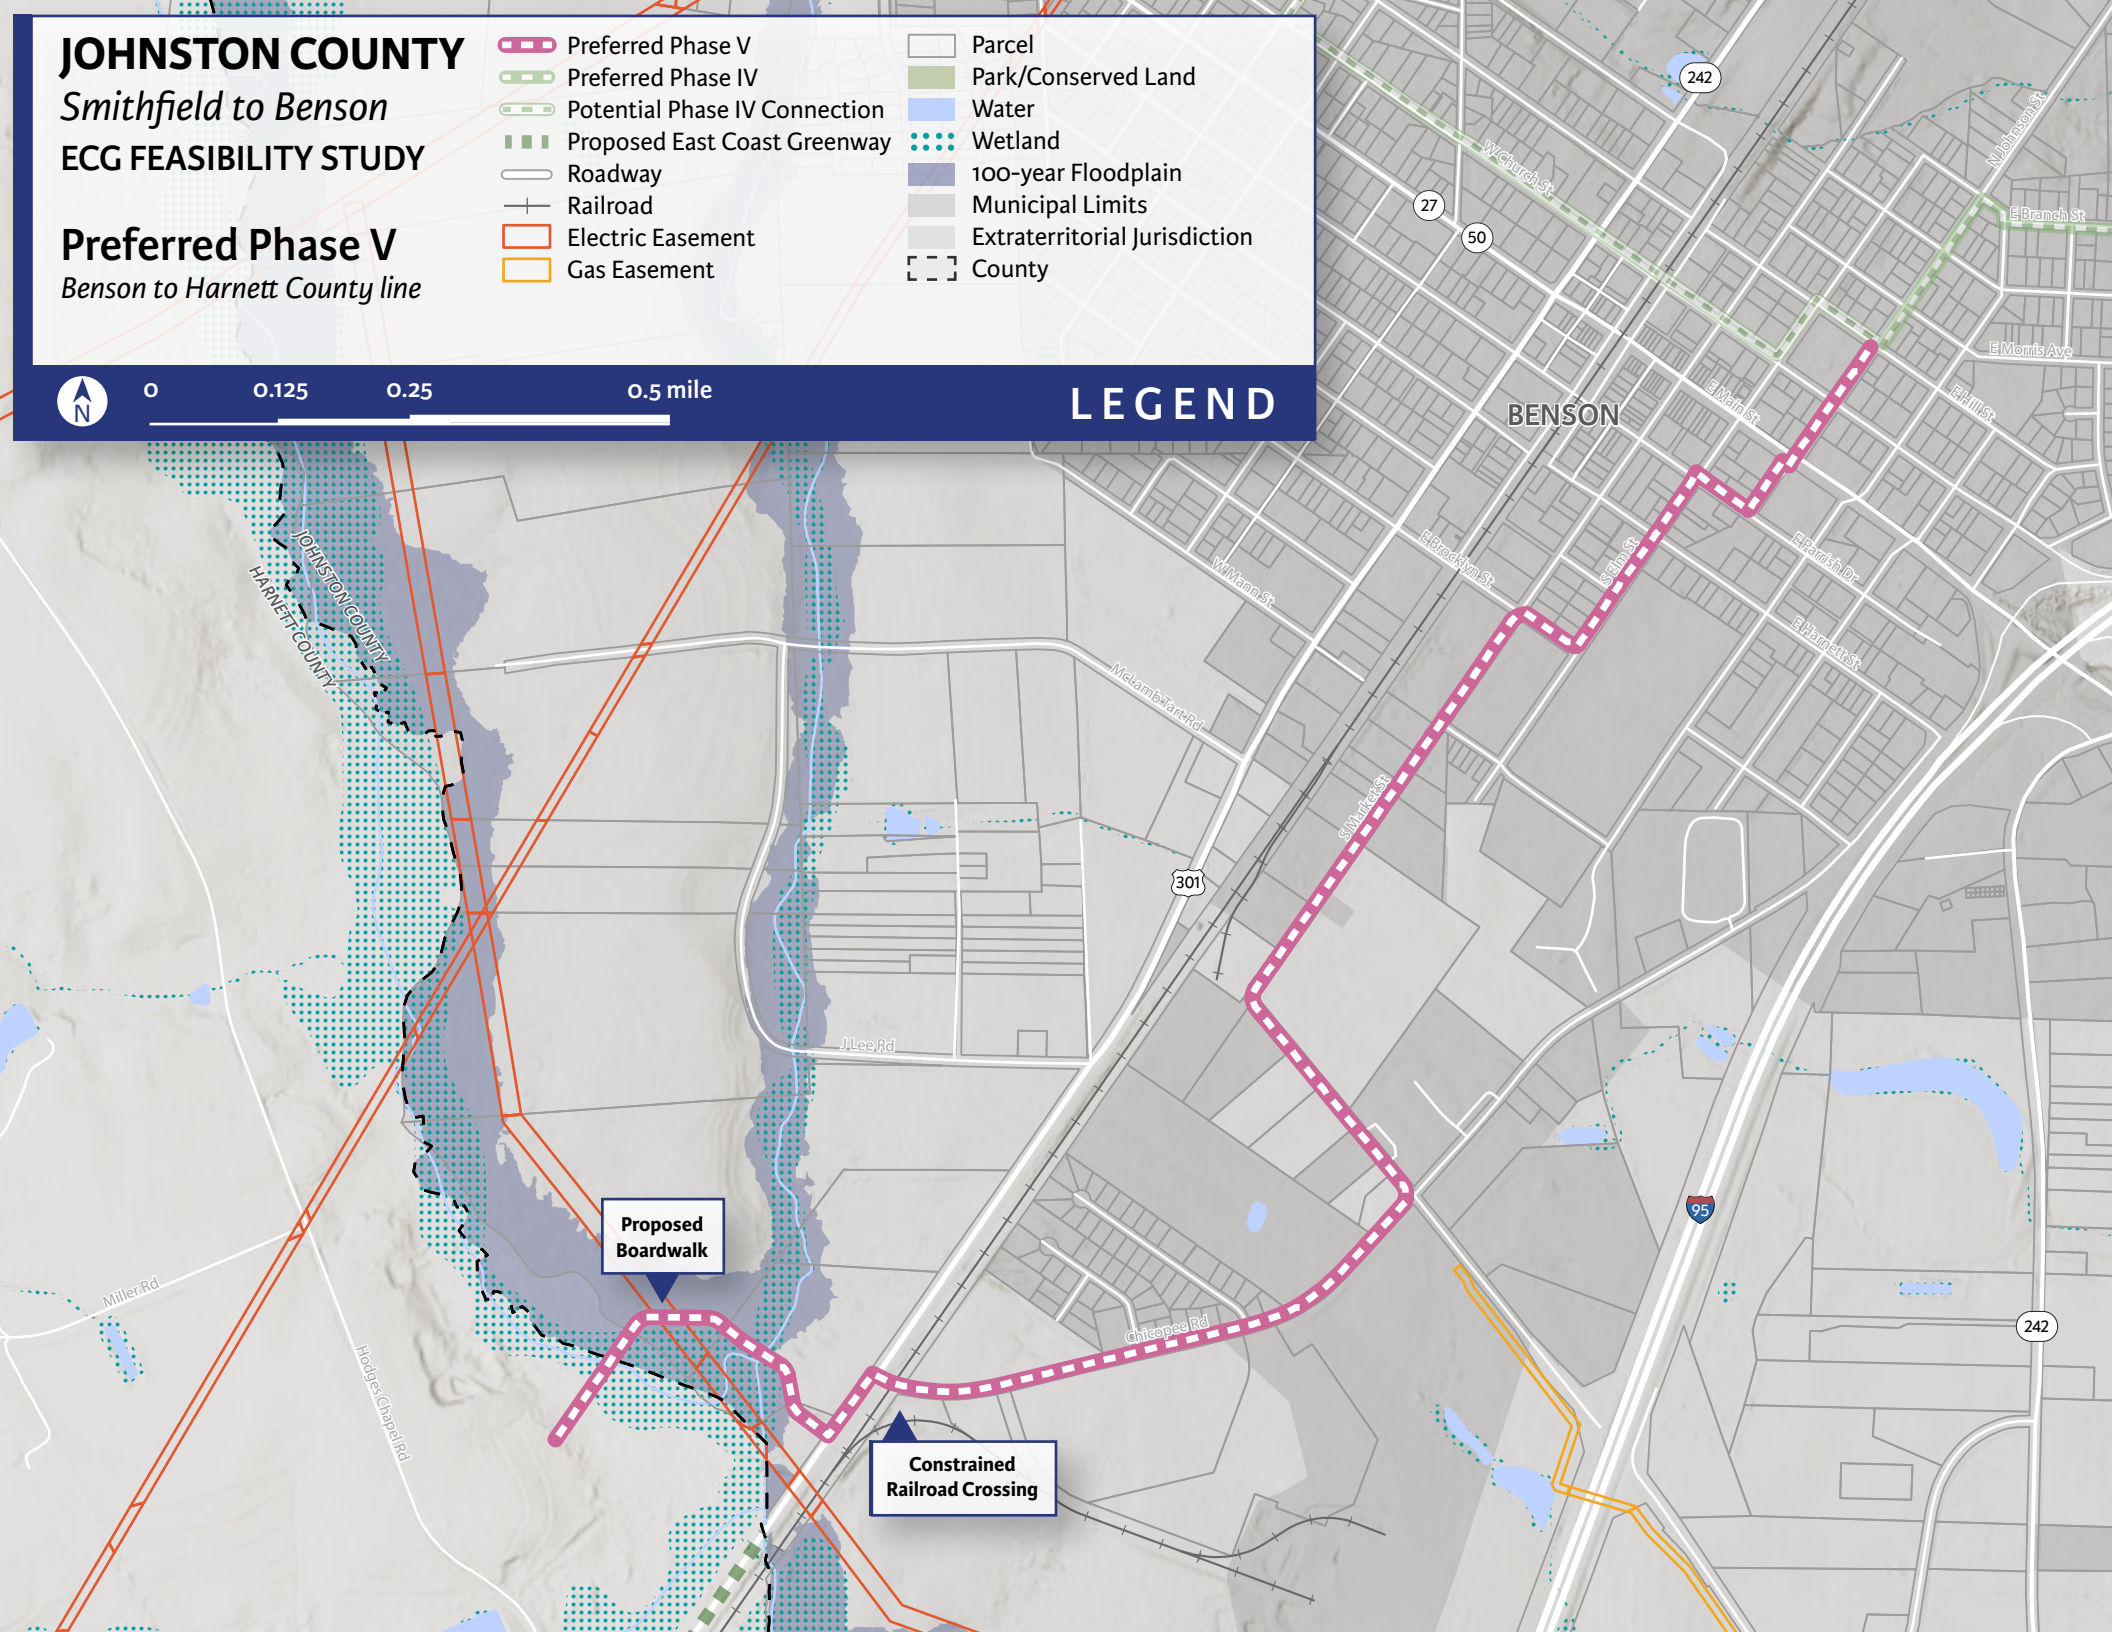 JOHNSTON COUNTY
Smithfield to Benson
ECG FEASIBILITY STUDY
Preferred Phase V
Benson to Harnett County line
Preferred Phase V
Preferred Phase IV
Potential Phase IV Connection
Proposed East Coast Greenway
Roadway
Railroad
Electric Easement
Gas Easement
Parcel
Park/Conserved Land
Water
Wetland
100-year Floodplain
Municipal Limits
Extraterritorial Jurisdiction
County
N
0 0.125 0.25 0.5 mile
LEGEND
242
N Johnson St
W Church St
27
50
E Branch St
E Morris Ave
E Hill St
E Main St
BENSON
E Parrish Dr
S Elm St
E Brocklyn St
W Mann St
E Harnett St
JOHNSTON COUNTY
HARNETT COUNTY
McLamb Tart Rd
S Market St
301
J Lee Rd
95
Proposed
Boardwalk
Miller Rd
Hodges Chapel Rd
Chicopee Rd
242
Constrained
Railroad Crossing